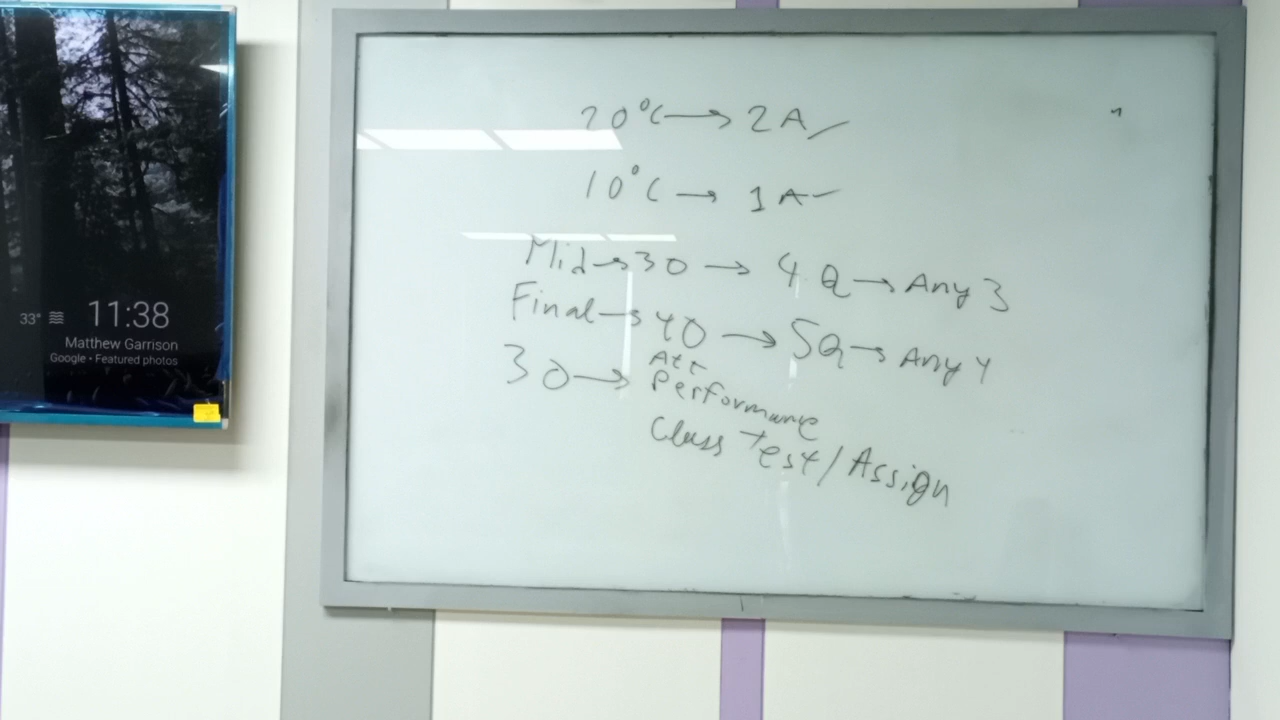 20°C → 2A
10°C → 1A
Mid → 30 → 4Q → Any 3
Final → 40 → 5Q → Any 4
30 → Att
Performance
Class test/Assign
33°
11:38
Matthew Garrison
Google • Featured photos